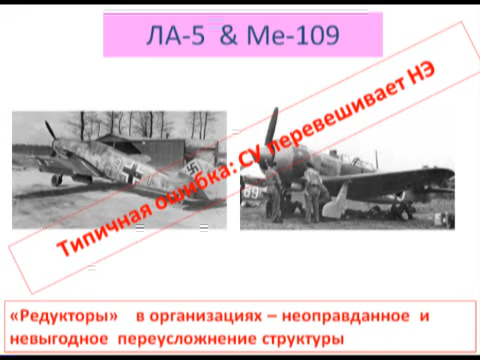 ЛА-5 & Ме-109
Типичная ошибка: СУ перевешивает НЭ
«Редукторы» в организациях – неоправданное и
невыгодное переусложнение структуры